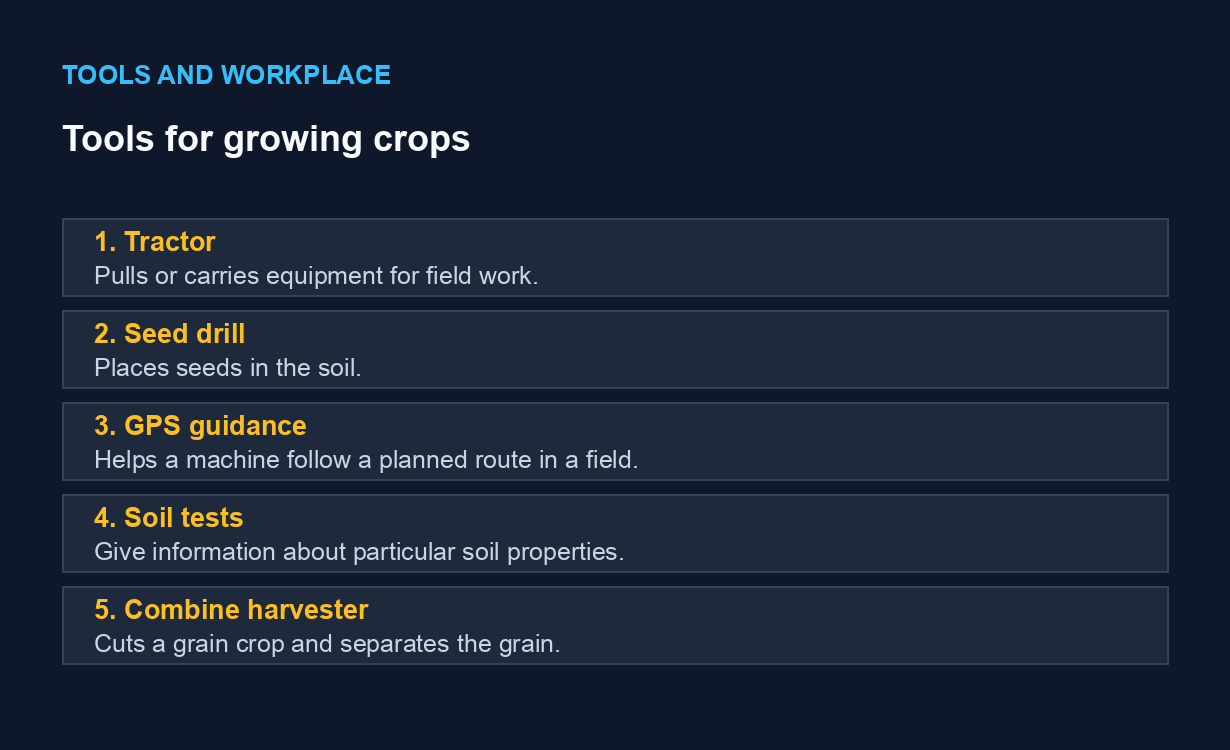 TOOLS AND WORKPLACE
Tools for growing crops
1. Tractor
Pulls or carries equipment for field work.
2. Seed drill
Places seeds in the soil.
3. GPS guidance
Helps a machine follow a planned route in a field.
4. Soil tests
Give information about particular soil properties.
5. Combine harvester
Cuts a grain crop and separates the grain.